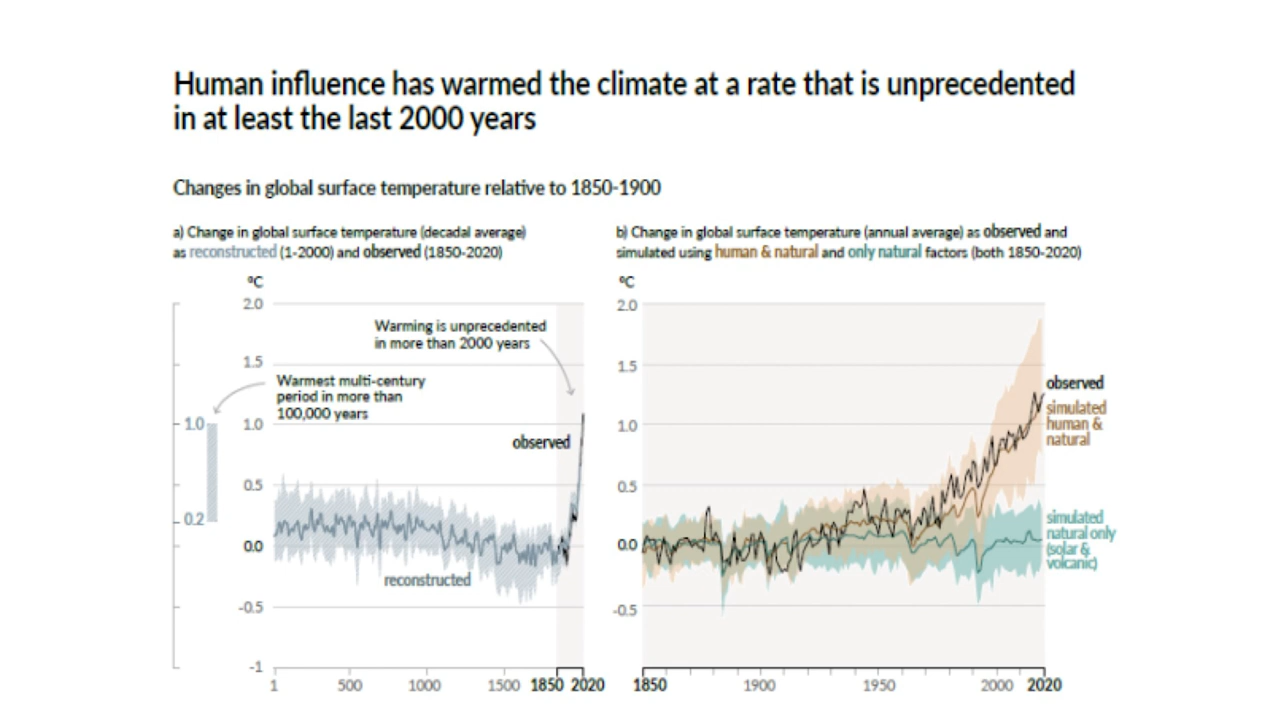 Human influence has warmed the climate at a rate that is unprecedented
in at least the last 2000 years
Changes in global surface temperature relative to 1850-1900
a) Change in global surface temperature (decadal average)
as reconstructed (1-2000) and observed (1850-2020)
ºC
2.0
1.5
1.0
0.5
0.0
-0.5
-1
1.0
0.2
Warming is unprecedented
in more than 2000 years
Warmest multi-century
period in more than
100,000 years
observed
reconstructed
1 500 1000 1500 1850 2020
b) Change in global surface temperature (annual average) as observed and
simulated using human & natural and only natural factors (both 1850-2020)
ºC
2.0
1.5
1.0
0.5
0.0
-0.5
observed
simulated
human &
natural
simulated
natural only
(solar &
volcanic)
1850 1900 1950 2000 2020